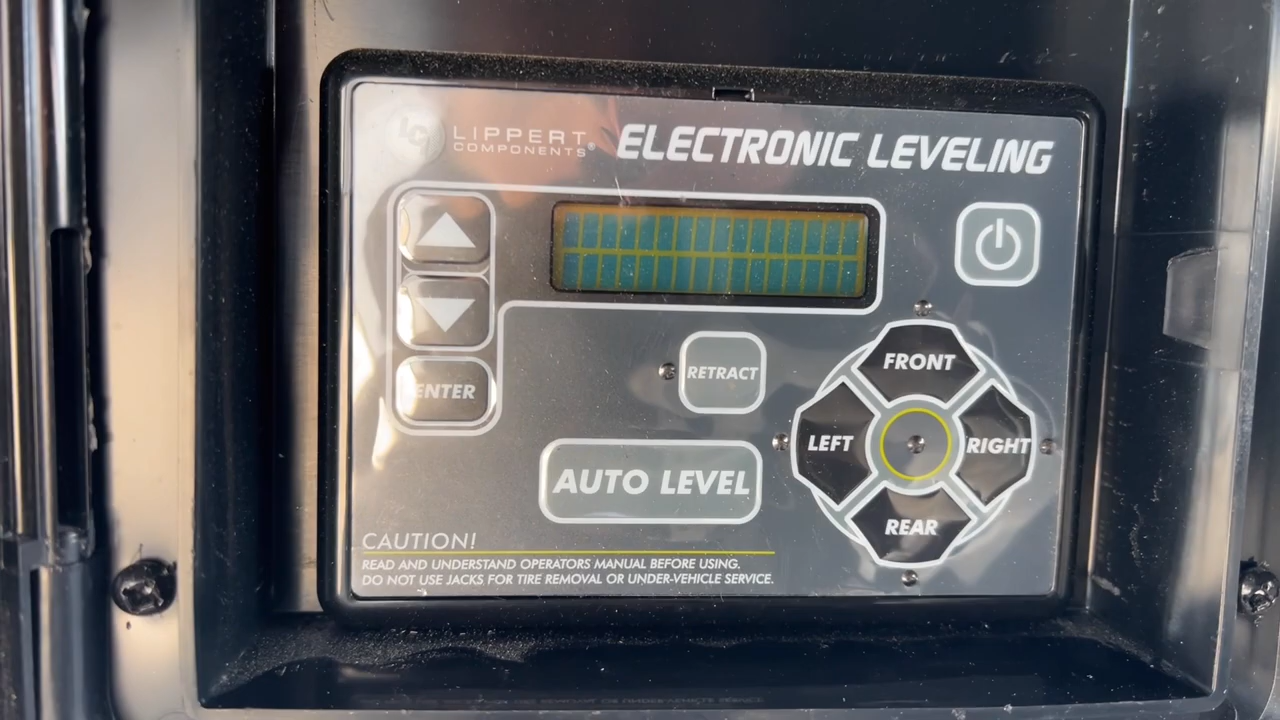 LCI LIPPERT
COMPONENTS®
ELECTRONIC LEVELING
ENTER
RETRACT
AUTO LEVEL
FRONT
LEFT
RIGHT
REAR
CAUTION!
READ AND UNDERSTAND OPERATORS MANUAL BEFORE USING.
DO NOT USE JACKS FOR TIRE REMOVAL OR UNDER-VEHICLE SERVICE.